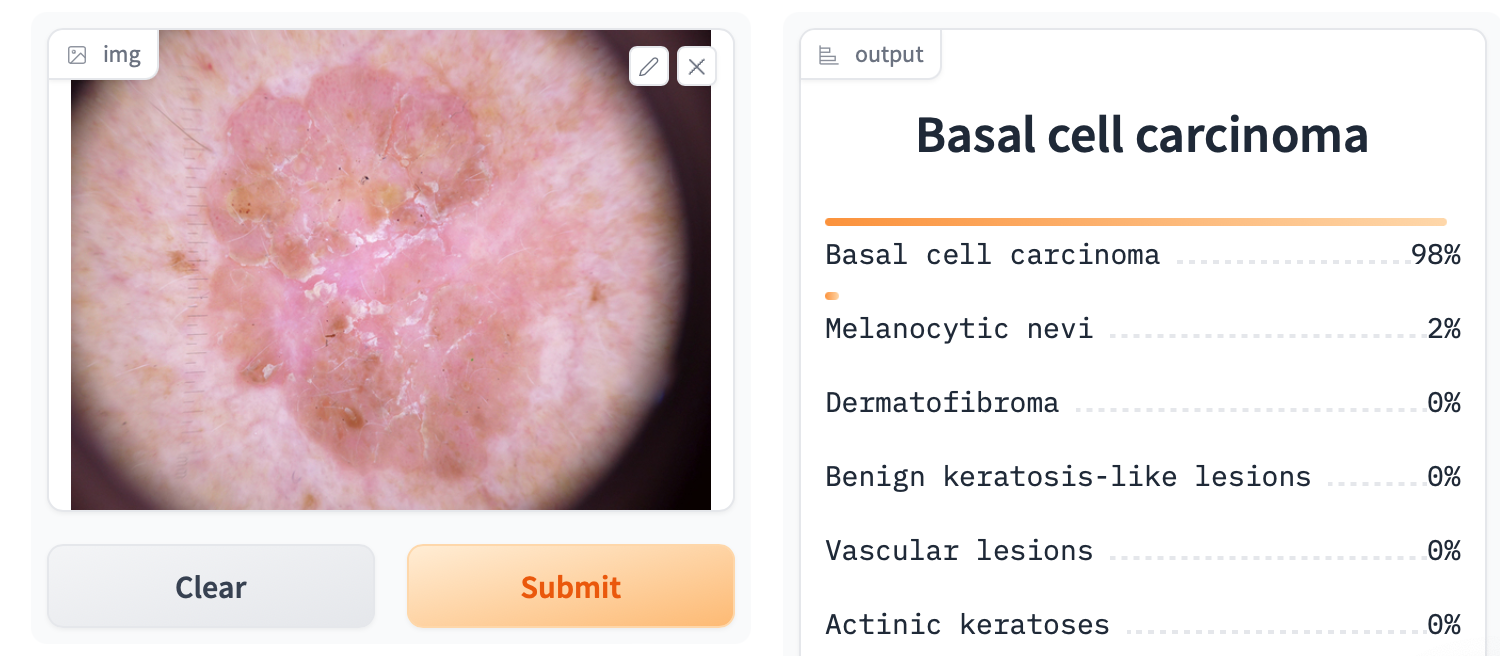 img
output
Basal cell carcinoma
Basal cell carcinoma 98%
Melanocytic nevi 2%
Dermatofibroma 0%
Benign keratosis-like lesions 0%
Vascular lesions 0%
Actinic keratoses 0%
Clear
Submit